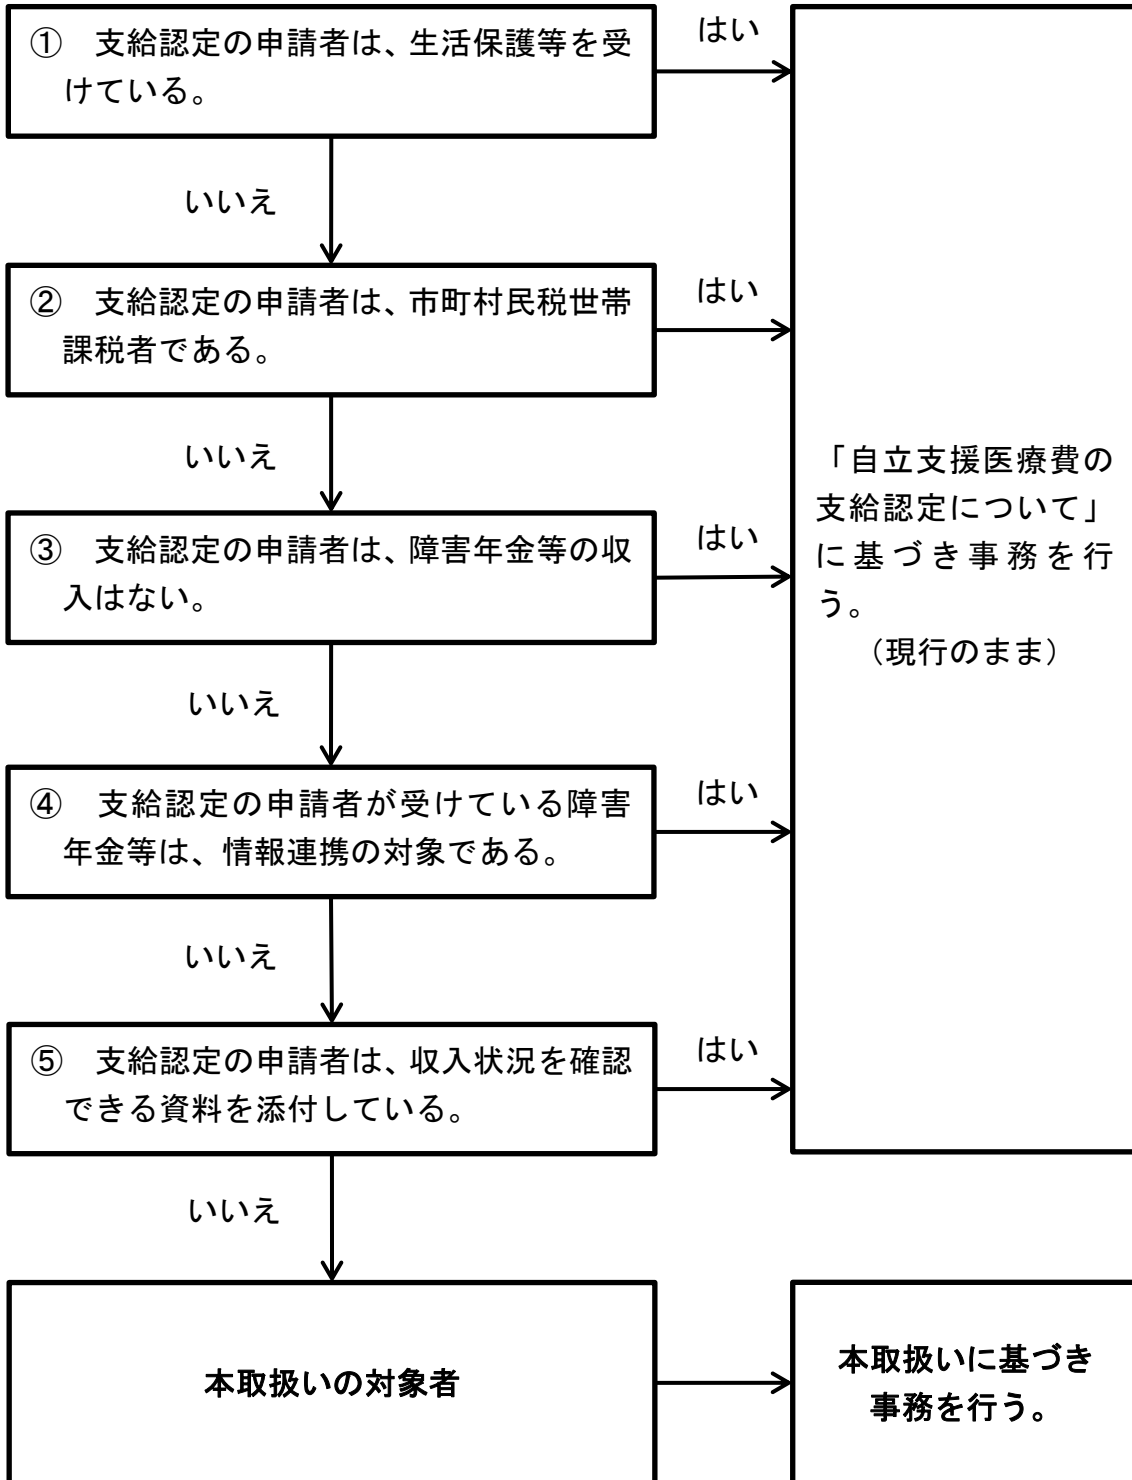 ① 支給認定の申請者は、生活保護等を受
けている。
はい
いいえ
② 支給認定の申請者は、市町村民税世帯
課税者である。
はい
いいえ
③ 支給認定の申請者は、障害年金等の収
入はない。
はい
いいえ
④ 支給認定の申請者が受けている障害
年金等は、情報連携の対象である。
はい
いいえ
⑤ 支給認定の申請者は、収入状況を確認
できる資料を添付している。
はい
いいえ
「自立支援医療費の
支給認定について」
に基づき事務を行
う。
（現行のまま）
本取扱いの対象者
本取扱いに基づき
事務を行う。